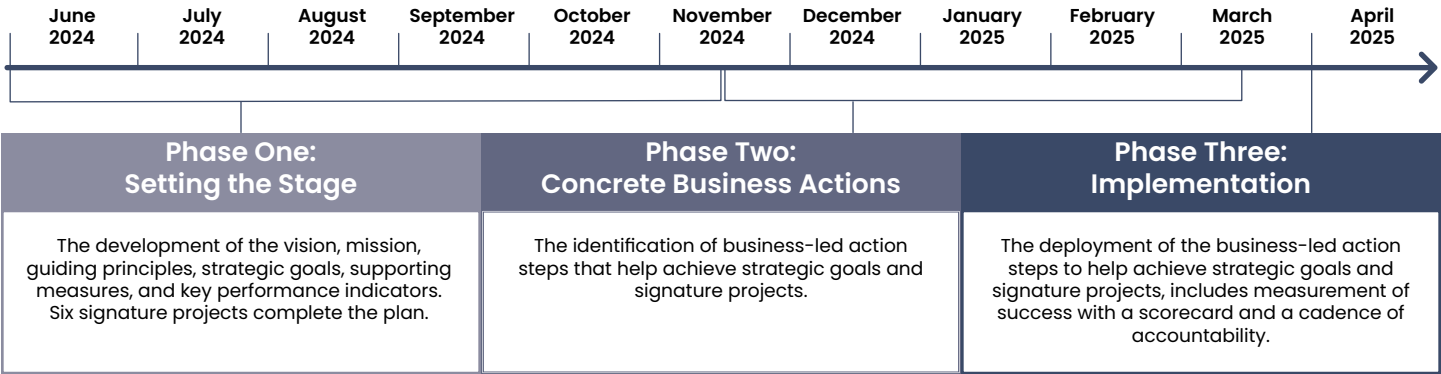 June
2024
July
2024
August
2024
September
2024
October
2024
November
2024
December
2024
January
2025
February
2025
March
2025
April
2025
Phase One:
Setting the Stage
The development of the vision, mission,
guiding principles, strategic goals, supporting
measures, and key performance indicators.
Six signature projects complete the plan.
Phase Two:
Concrete Business Actions
The identification of business-led action
steps that help achieve strategic goals and
signature projects.
Phase Three:
Implementation
The deployment of the business-led action
steps to help achieve strategic goals and
signature projects, includes measurement of
success with a scorecard and a cadence of
accountability.